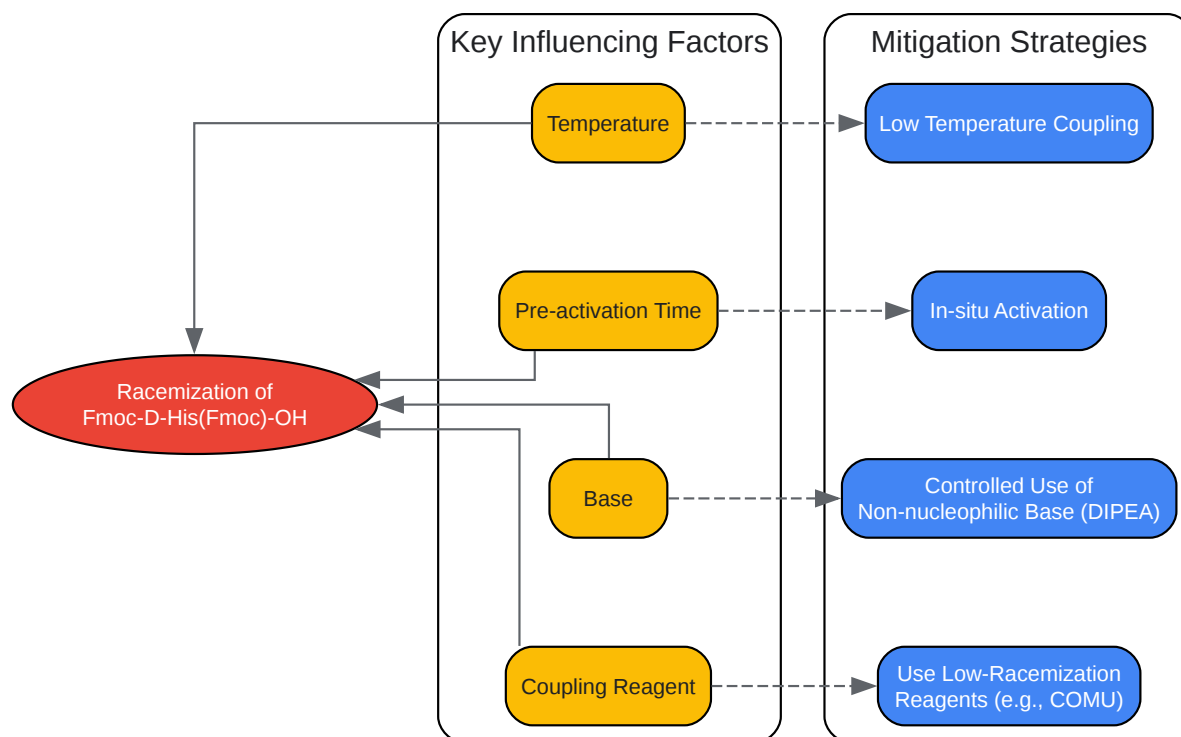 Key Influencing Factors
Mitigation Strategies
Temperature
Low Temperature Coupling
Pre-activation Time
In-situ Activation
Racemization of
Fmoc-D-His(Fmoc)-OH
Base
Controlled Use of
Non-nucleophilic Base (DIPEA)
Coupling Reagent
Use Low-Racemization
Reagents (e.g., COMU)